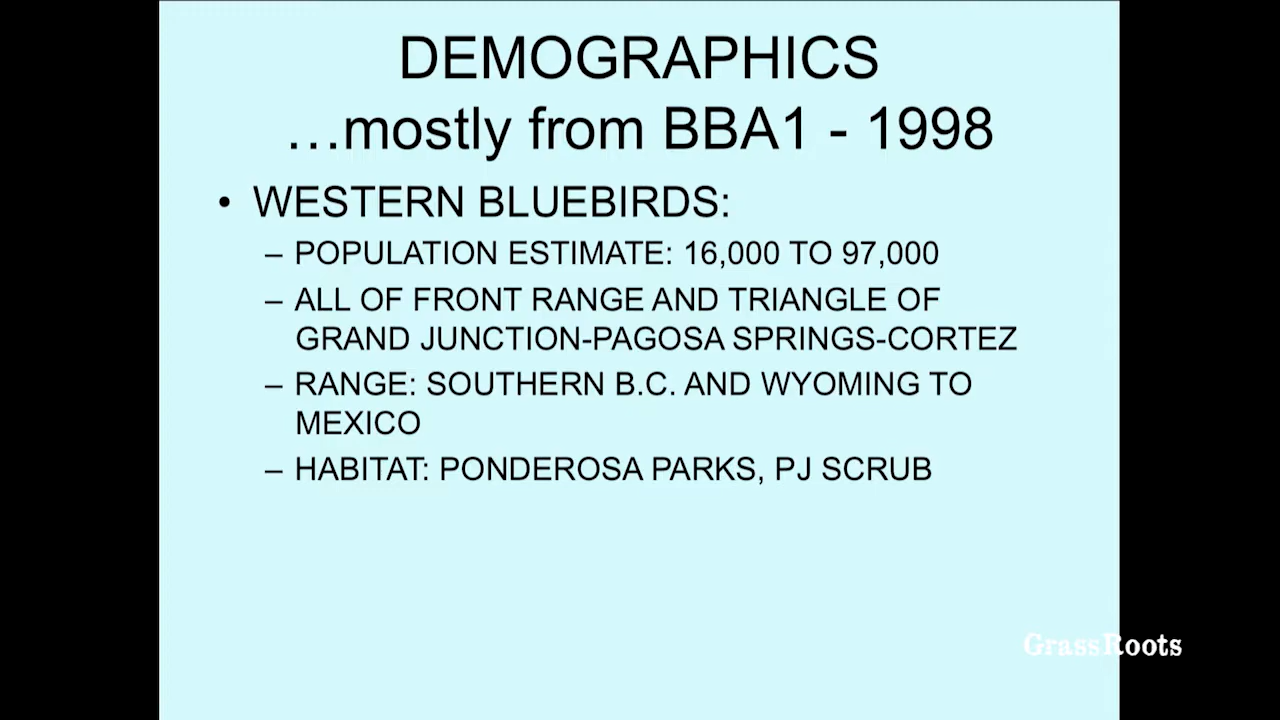 DEMOGRAPHICS
…mostly from BBA1 - 1998
• WESTERN BLUEBIRDS:
– POPULATION ESTIMATE: 16,000 TO 97,000
– ALL OF FRONT RANGE AND TRIANGLE OF
GRAND JUNCTION-PAGOSA SPRINGS-CORTEZ
– RANGE: SOUTHERN B.C. AND WYOMING TO
MEXICO
– HABITAT: PONDEROSA PARKS, PJ SCRUB
GrassRoots